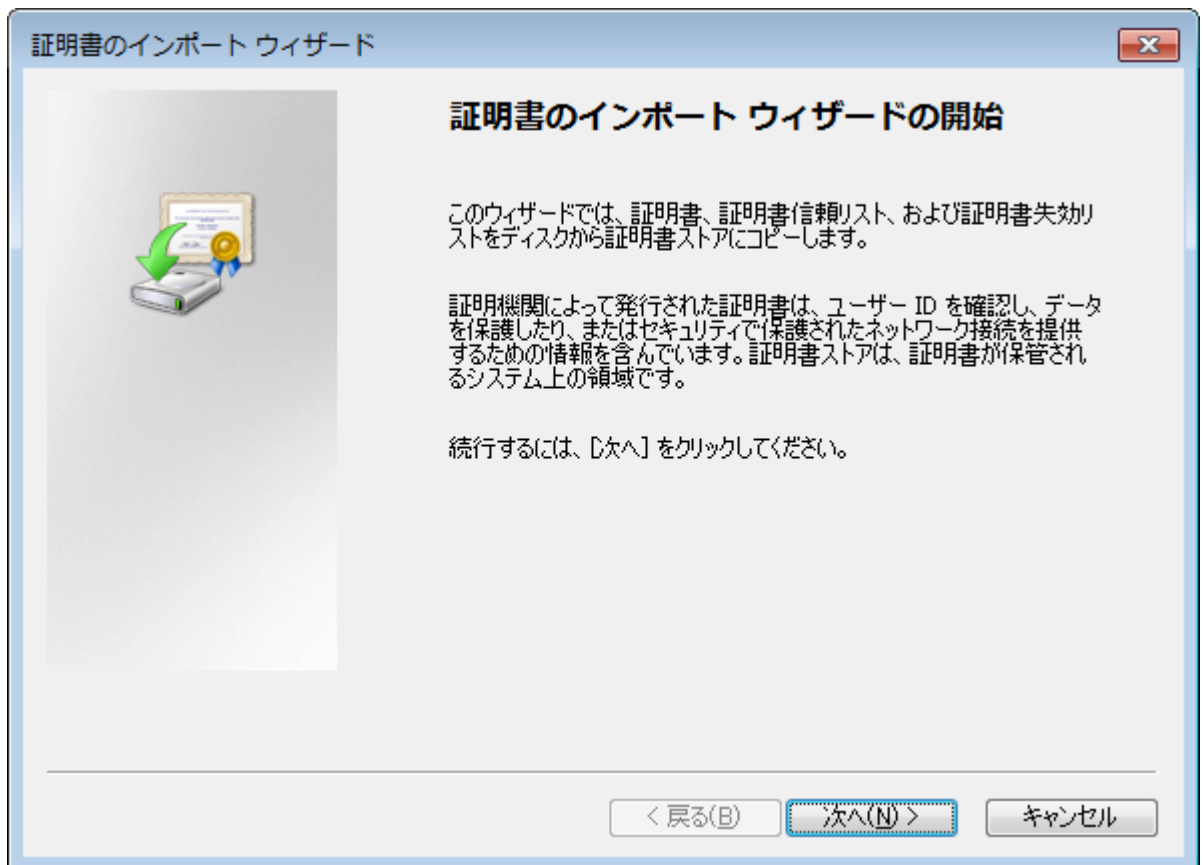 証明書のインポート ウィザード
証明書のインポート ウィザードの開始
このウィザードでは、証明書、証明書信頼リスト、および証明書失効リ
ストをディスクから証明書ストアにコピーします。
証明機関によって発行された証明書は、ユーザー ID を確認し、データ
を保護したり、またはセキュリティで保護されたネットワーク接続を提供
するための情報を含んでいます。証明書ストアは、証明書が保管され
るシステム上の領域です。
続行するには、[次へ] をクリックしてください。
< 戻る(B)
次へ(N) >
キャンセル